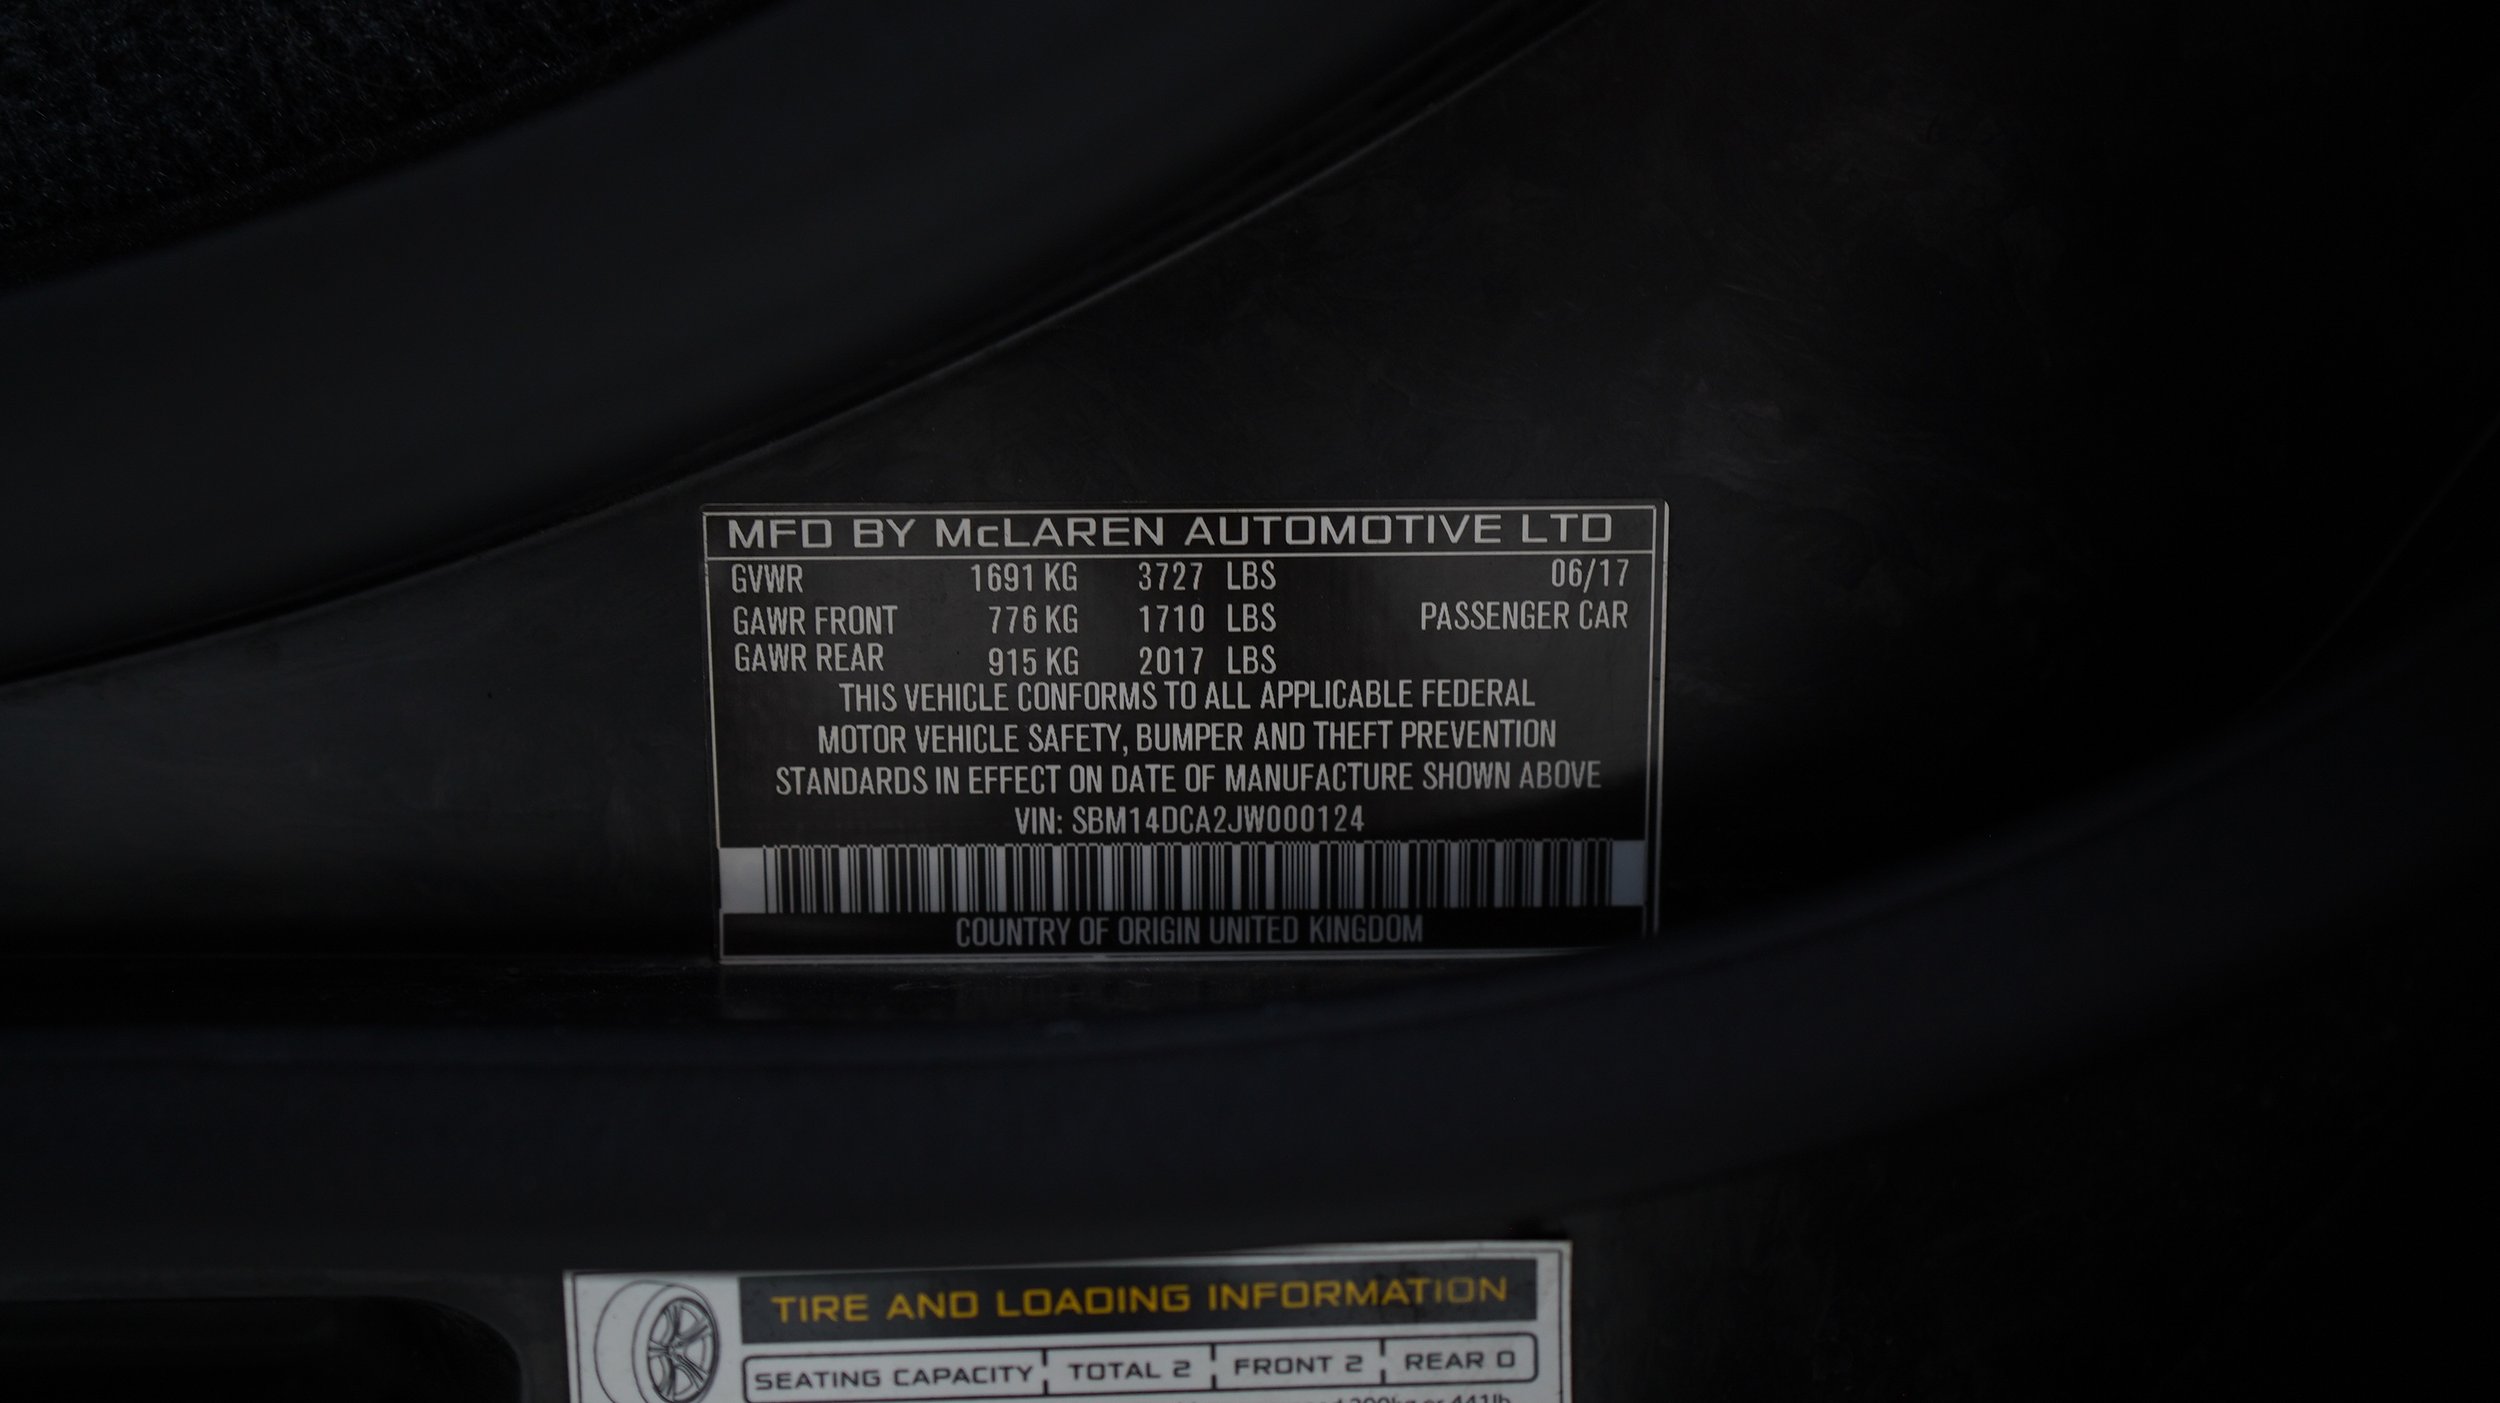 MFD BY McLAREN AUTOMOTIVE LTD
GVWR 1691 KG 3727 LBS 06/17
GAWR FRONT 776 KG 1710 LBS PASSENGER CAR
GAWR REAR 915 KG 2017 LBS
THIS VEHICLE CONFORMS TO ALL APPLICABLE FEDERAL
MOTOR VEHICLE SAFETY, BUMPER AND THEFT PREVENTION
STANDARDS IN EFFECT ON DATE OF MANUFACTURE SHOWN ABOVE
VIN: SBM14DCA2JW000124
COUNTRY OF ORIGIN UNITED KINGDOM
TIRE AND LOADING INFORMATION
SEATING CAPACITY TOTAL 2 FRONT 2 REAR 0
or 441lb